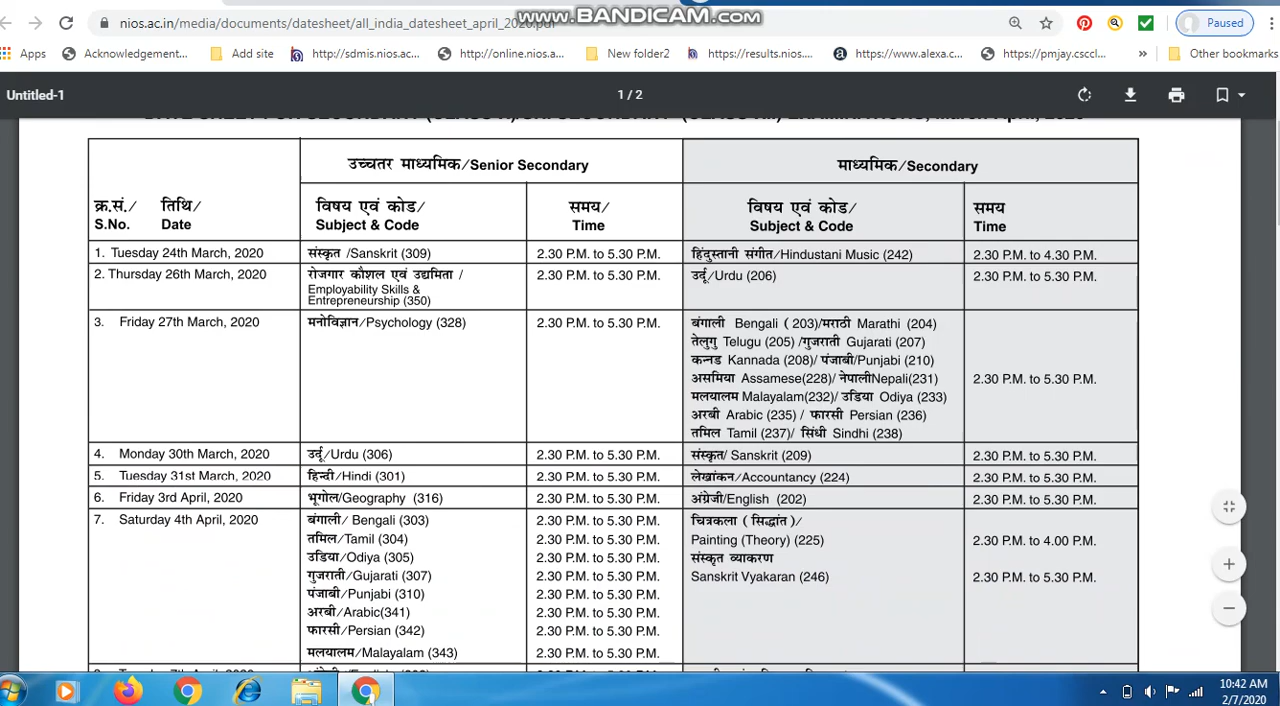 nios.ac.in/media/documents/datesheet/all_india_datesheet_april_2020.pdf
www.BANDICAM.com
Paused
Apps
Acknowledgement...
Add site
http://sdmis.nios.ac...
http://online.nios.ac...
New folder2
https://results.nios....
https://www.alexa.c...
https://pmjay.csccl...
»
Other bookmarks
Untitled-1
1 / 2
उच्चतर माध्यमिक/Senior Secondary
माध्यमिक/Secondary
क्र.सं./ तिथि/
S.No. Date
विषय एवं कोड/
Subject & Code
समय/
Time
विषय एवं कोड/
Subject & Code
समय
Time
1. Tuesday 24th March, 2020 संस्कृत /Sanskrit (309) 2.30 P.M. to 5.30 P.M. हिंदुस्तानी संगीत/Hindustani Music (242) 2.30 P.M. to 4.30 P.M.
2. Thursday 26th March, 2020 रोजगार कौशल एवं उद्यमिता / 2.30 P.M. to 5.30 P.M. उर्दू/Urdu (206) 2.30 P.M. to 5.30 P.M.
Employability Skills &
Entrepreneurship (350)
3. Friday 27th March, 2020 मनोविज्ञान/Psychology (328) 2.30 P.M. to 5.30 P.M. बंगाली Bengali ( 203)/मराठी Marathi (204)
तेलुगु Telugu (205) /गुजराती Gujarati (207)
कन्नड Kannada (208)/ पंजाबी/Punjabi (210)
असमिया Assamese(228)/ नेपालीNepali(231) 2.30 P.M. to 5.30 P.M.
मलयालम Malayalam(232)/ उडिया Odiya (233)
अरबी Arabic (235) / फारसी Persian (236)
तमिल Tamil (237)/ सिंधी Sindhi (238)
4. Monday 30th March, 2020 उर्दू/Urdu (306) 2.30 P.M. to 5.30 P.M. संस्कृत/ Sanskrit (209) 2.30 P.M. to 5.30 P.M.
5. Tuesday 31st March, 2020 हिन्दी/Hindi (301) 2.30 P.M. to 5.30 P.M. लेखांकन/Accountancy (224) 2.30 P.M. to 5.30 P.M.
6. Friday 3rd April, 2020 भूगोल/Geography (316) 2.30 P.M. to 5.30 P.M. अंग्रेजी/English (202) 2.30 P.M. to 5.30 P.M.
7. Saturday 4th April, 2020 बंगाली/ Bengali (303) 2.30 P.M. to 5.30 P.M. चित्रकला ( सिद्धांत)/
तमिल/Tamil (304) 2.30 P.M. to 5.30 P.M. Painting (Theory) (225) 2.30 P.M. to 4.00 P.M.
उडिया/Odiya (305) 2.30 P.M. to 5.30 P.M. संस्कृत व्याकरण
गुजराती/Gujarati (307) 2.30 P.M. to 5.30 P.M. Sanskrit Vyakaran (246) 2.30 P.M. to 5.30 P.M.
पंजाबी/Punjabi (310) 2.30 P.M. to 5.30 P.M.
अरबी/Arabic(341) 2.30 P.M. to 5.30 P.M.
फारसी/Persian (342) 2.30 P.M. to 5.30 P.M.
मलयालम/Malayalam (343) 2.30 P.M. to 5.30 P.M.
10:42 AM
2/7/2020